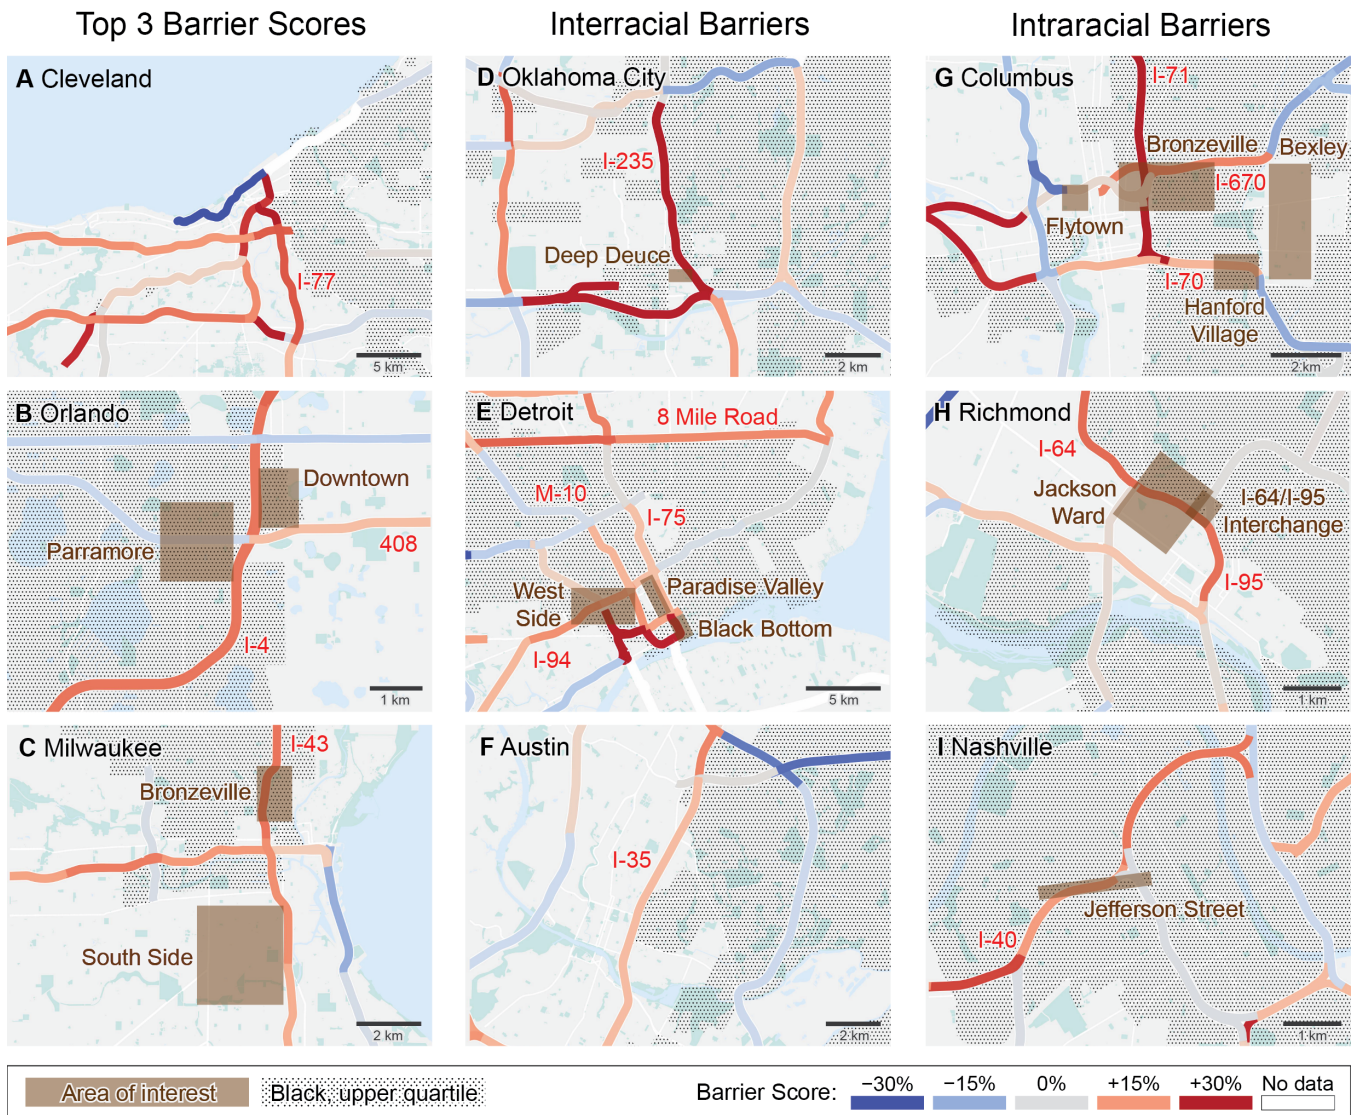 Top 3 Barrier Scores
Interracial Barriers
Intraracial Barriers
A Cleveland
I-77
5 km
D Oklahoma City
I-235
Deep Deuce
2 km
G Columbus
I-71
Bronzeville
Bexley
I-670
Flytown
I-70
Hanford
Village
2 km
B Orlando
Downtown
Parramore
408
I-4
1 km
E Detroit
8 Mile Road
M-10
I-75
West
Side
Paradise Valley
Black Bottom
I-94
5 km
H Richmond
I-64
Jackson
Ward
I-64/I-95
Interchange
I-95
1 km
C Milwaukee
I-43
Bronzeville
South Side
2 km
F Austin
I-35
2 km
I Nashville
Jefferson Street
I-40
1 km
Area of interest
Black, upper quartile
Barrier Score:
−30%
−15%
0%
+15%
+30%
No data